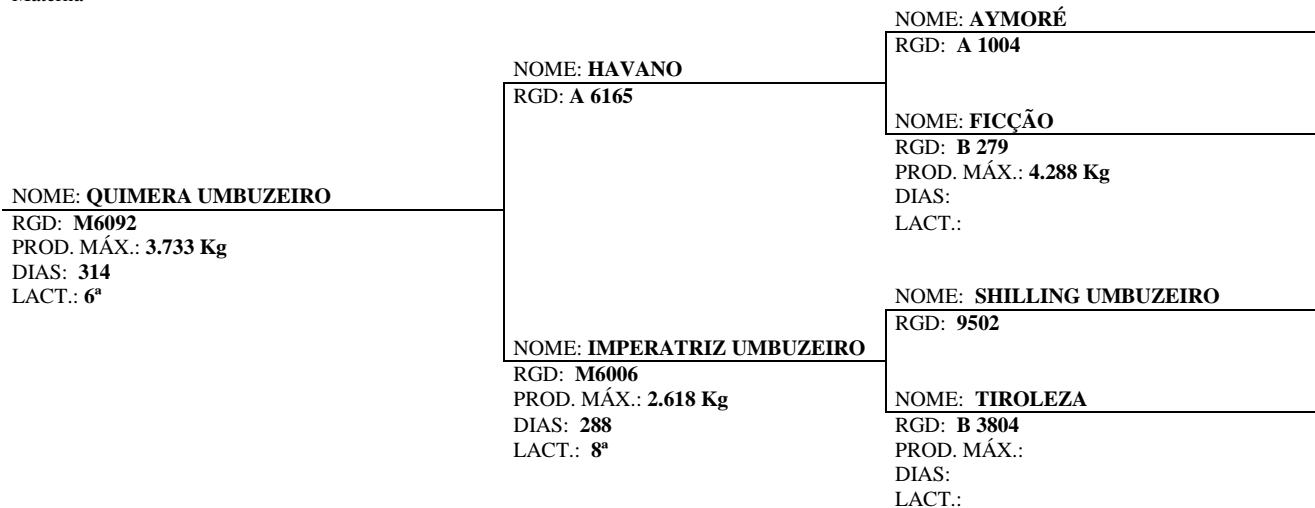 NOME: AYMORÉ
RGD: A 1004
NOME: HAVANO
RGD: A 6165
NOME: FICÇÃO
RGD: B 279
PROD. MÁX.: 4.288 Kg
DIAS:
LACT.:
NOME: QUIMERA UMBUZEIRO
RGD: M6092
PROD. MÁX.: 3.733 Kg
DIAS: 314
LACT.: 6ª
NOME: SHILLING UMBUZEIRO
RGD: 9502
NOME: IMPERATRIZ UMBUZEIRO
RGD: M6006
PROD. MÁX.: 2.618 Kg
DIAS: 288
LACT.: 8ª
NOME: TIROLEZA
RGD: B 3804
PROD. MÁX.:
DIAS:
LACT.: